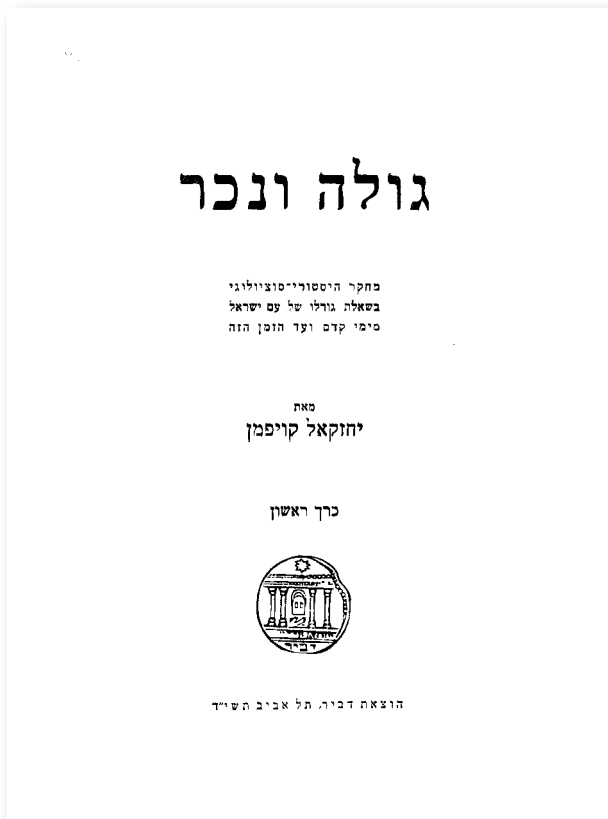 גולה ונכר
מחקר היסטורי־סוציולוגי
בשאלת גורלו של עם ישראל
מימי קדם ועד הזמן הזה
מאת
יחזקאל קויפמן
כרך ראשון
דביר
הוצאת דביר, תל אביב תשי"ד